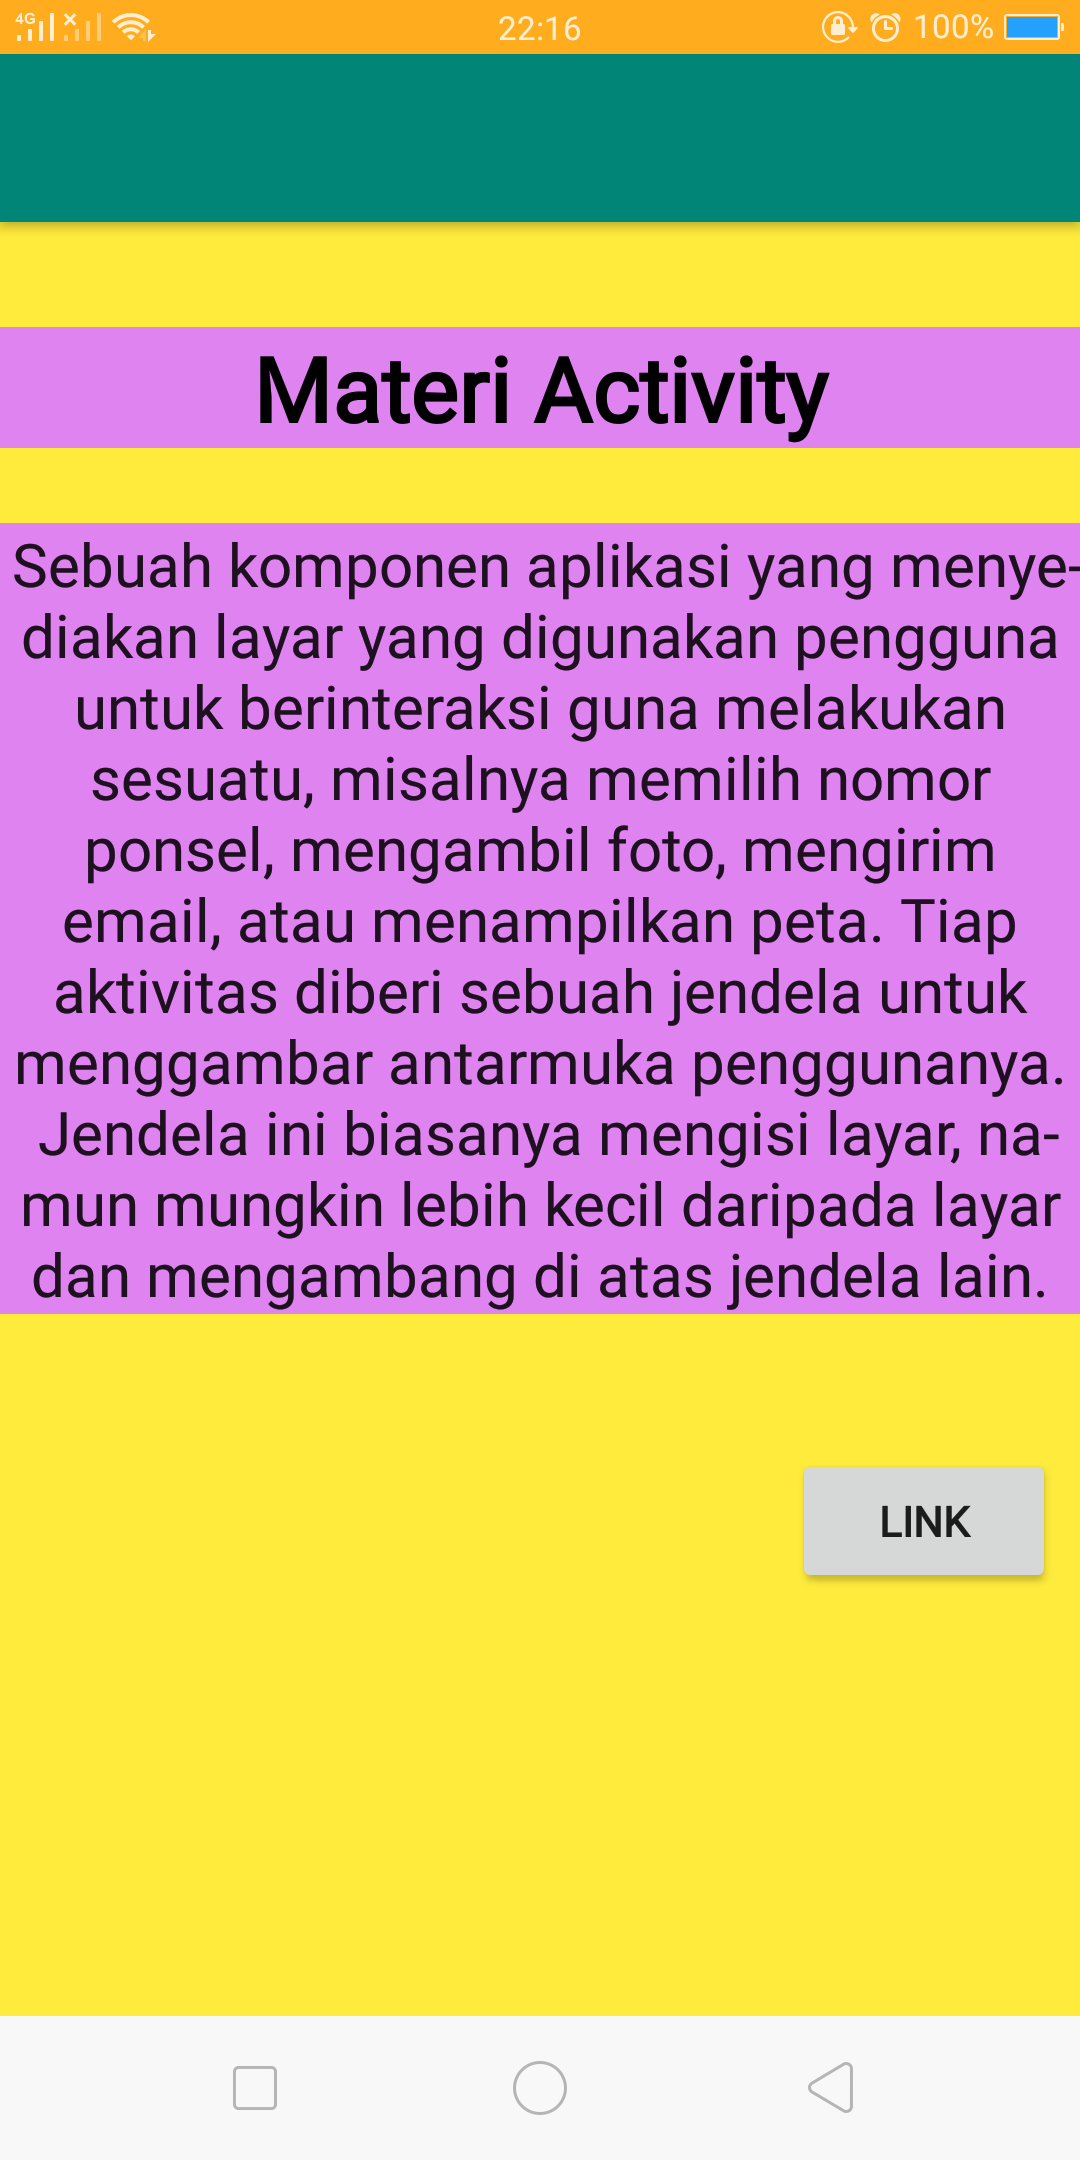 4G
22:16
100%
Materi Activity
Sebuah komponen aplikasi yang menye-
diakan layar yang digunakan pengguna
untuk berinteraksi guna melakukan
sesuatu, misalnya memilih nomor
ponsel, mengambil foto, mengirim
email, atau menampilkan peta. Tiap
aktivitas diberi sebuah jendela untuk
menggambar antarmuka penggunanya.
Jendela ini biasanya mengisi layar, na-
mun mungkin lebih kecil daripada layar
dan mengambang di atas jendela lain.
LINK